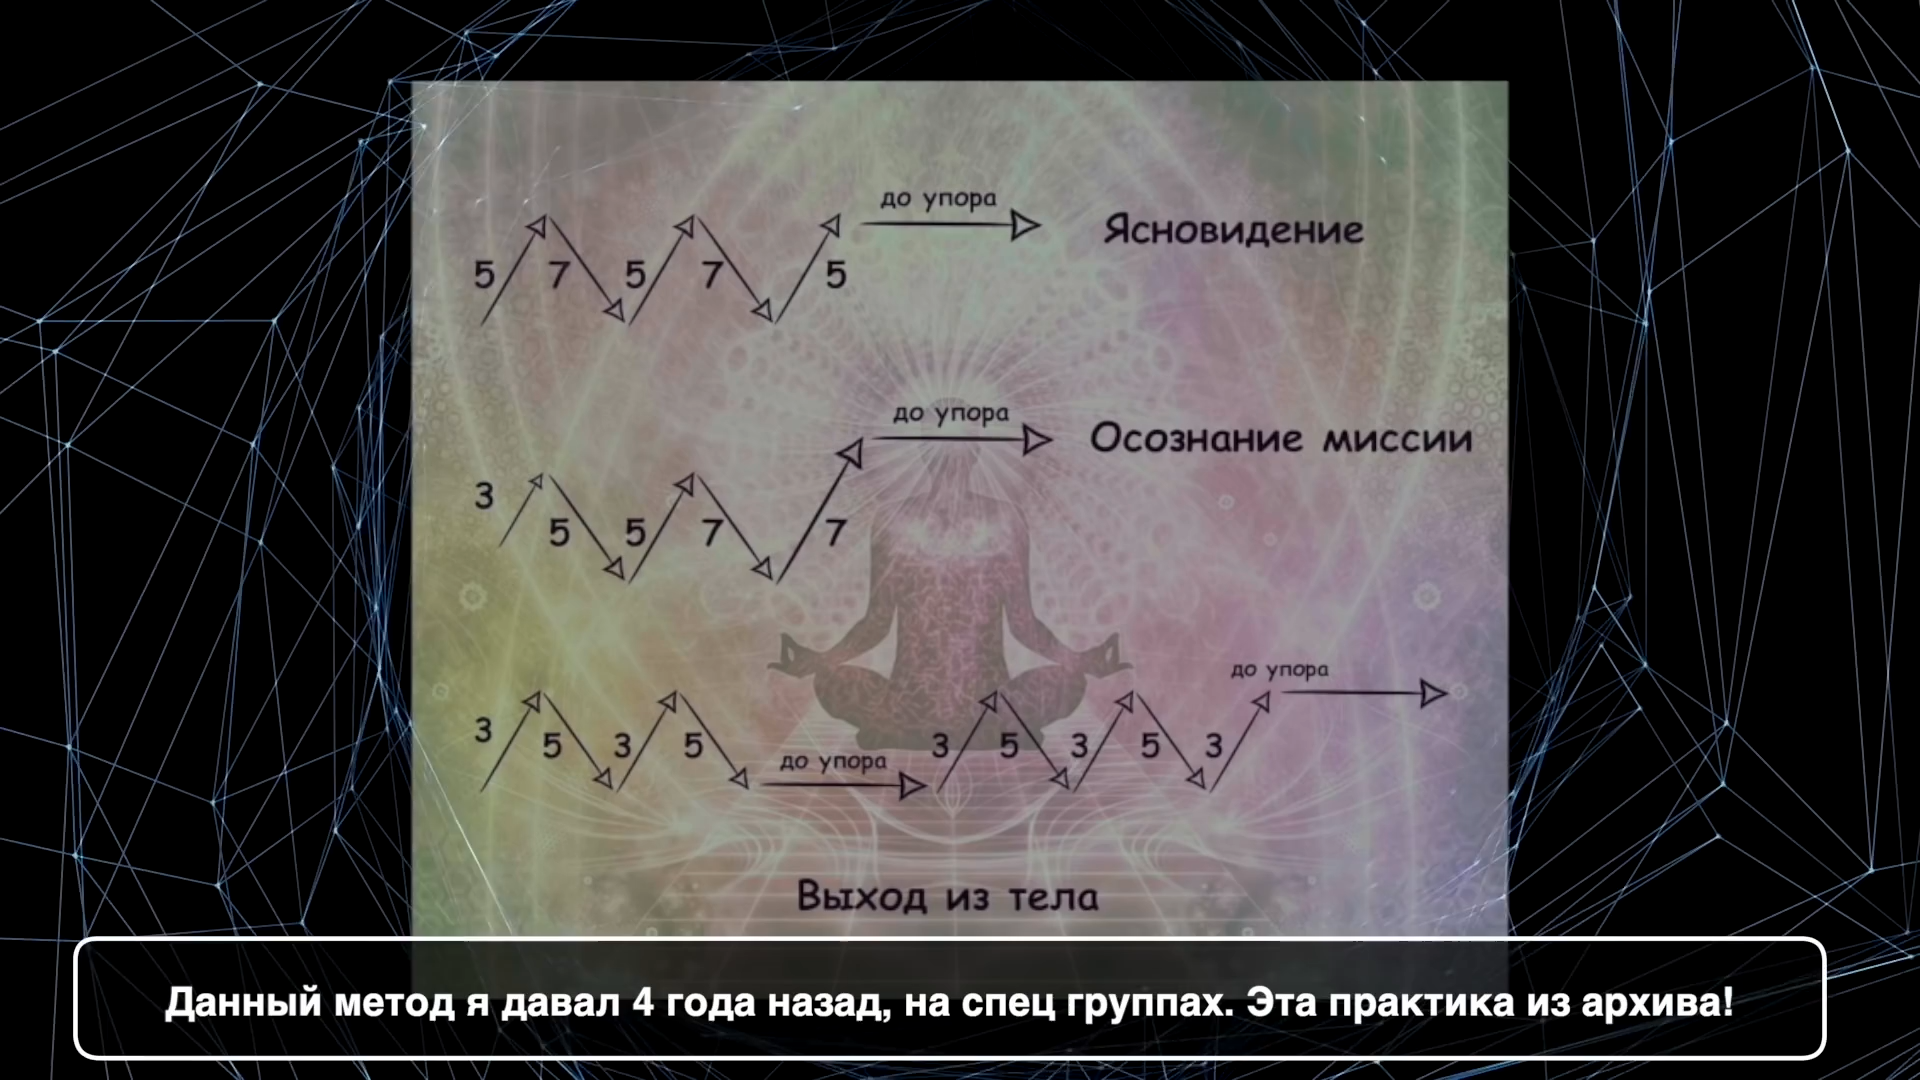 до упора
5 7 5 7 5 Ясновидение
до упора
Осознание миссии
3 5 5 7 7
до упора
3 5 3 5 до упора 3 5 3 5 3
Выход из тела
Данный метод я давал 4 года назад, на спец группах. Эта практика из архива!